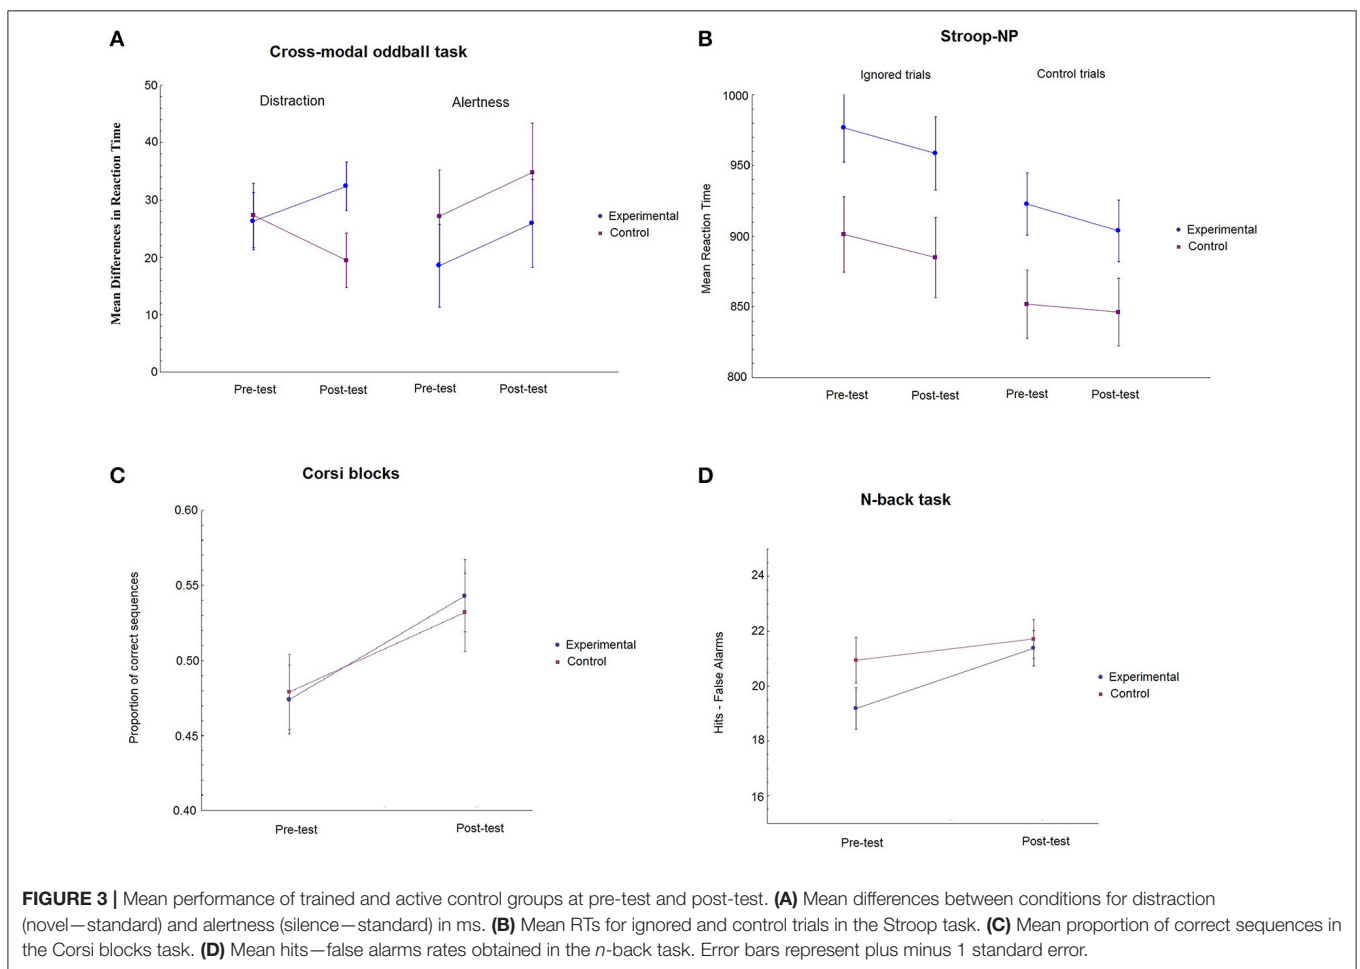 A
Cross-modal oddball task
Distraction
Alertness
Mean Differences in Reaction Time
50
40
30
20
10
0
Pre-test
Post-test
Pre-test
Post-test
Experimental
Control
B
Stroop-NP
Ignored trials
Control trials
Mean Reaction Time
1000
950
900
850
800
Pre-test
Post-test
Pre-test
Post-test
Experimental
Control
C
Corsi blocks
Proportion of correct sequences
0.60
0.55
0.50
0.45
0.40
Pre-test
Post-test
Experimental
Control
D
N-back task
Hits - False Alarms
24
22
20
18
16
Pre-test
Post-test
Experimental
Control
FIGURE 3 | Mean performance of trained and active control groups at pre-test and post-test. (A) Mean differences between conditions for distraction
(novel—standard) and alertness (silence—standard) in ms. (B) Mean RTs for ignored and control trials in the Stroop task. (C) Mean proportion of correct sequences in
the Corsi blocks task. (D) Mean hits—false alarms rates obtained in the n-back task. Error bars represent plus minus 1 standard error.